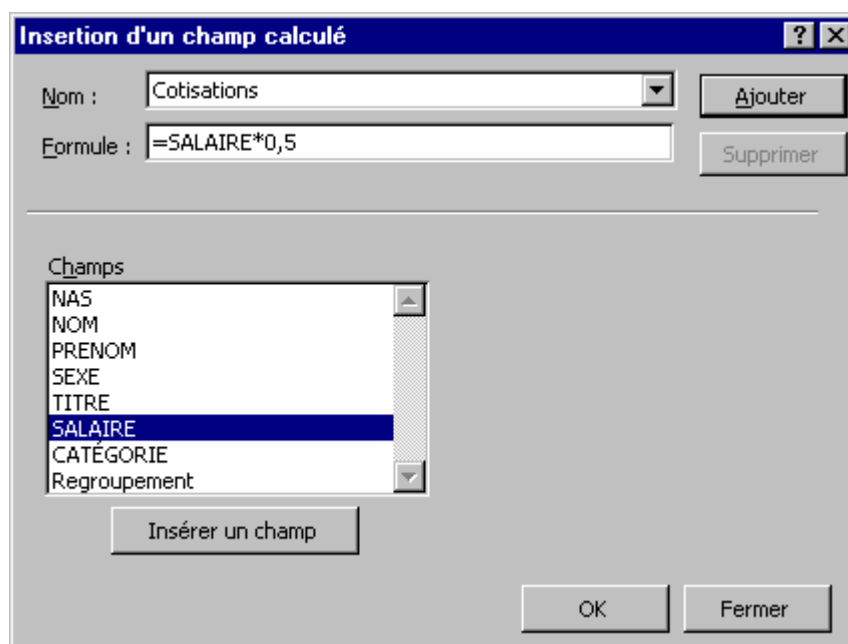 Insertion d'un champ calculé
Nom :
Cotisations
Ajouter
Formule :
=SALAIRE*0,5
Supprimer
Champs
NAS
NOM
PRENOM
SEXE
TITRE
SALAIRE
CATÉGORIE
Regroupement
Insérer un champ
OK
Fermer